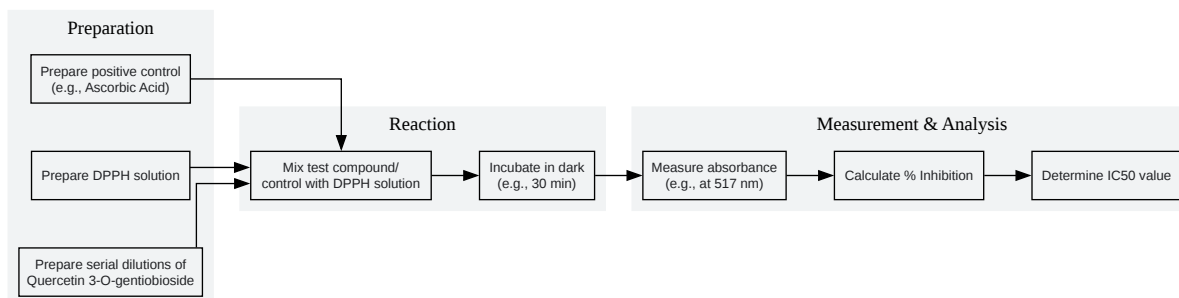 Preparation
Prepare positive control
(e.g., Ascorbic Acid)
Prepare DPPH solution
Prepare serial dilutions of
Quercetin 3-O-gentiobioside
Reaction
Mix test compound/
control with DPPH solution
Incubate in dark
(e.g., 30 min)
Measurement & Analysis
Measure absorbance
(e.g., at 517 nm)
Calculate % Inhibition
Determine IC50 value